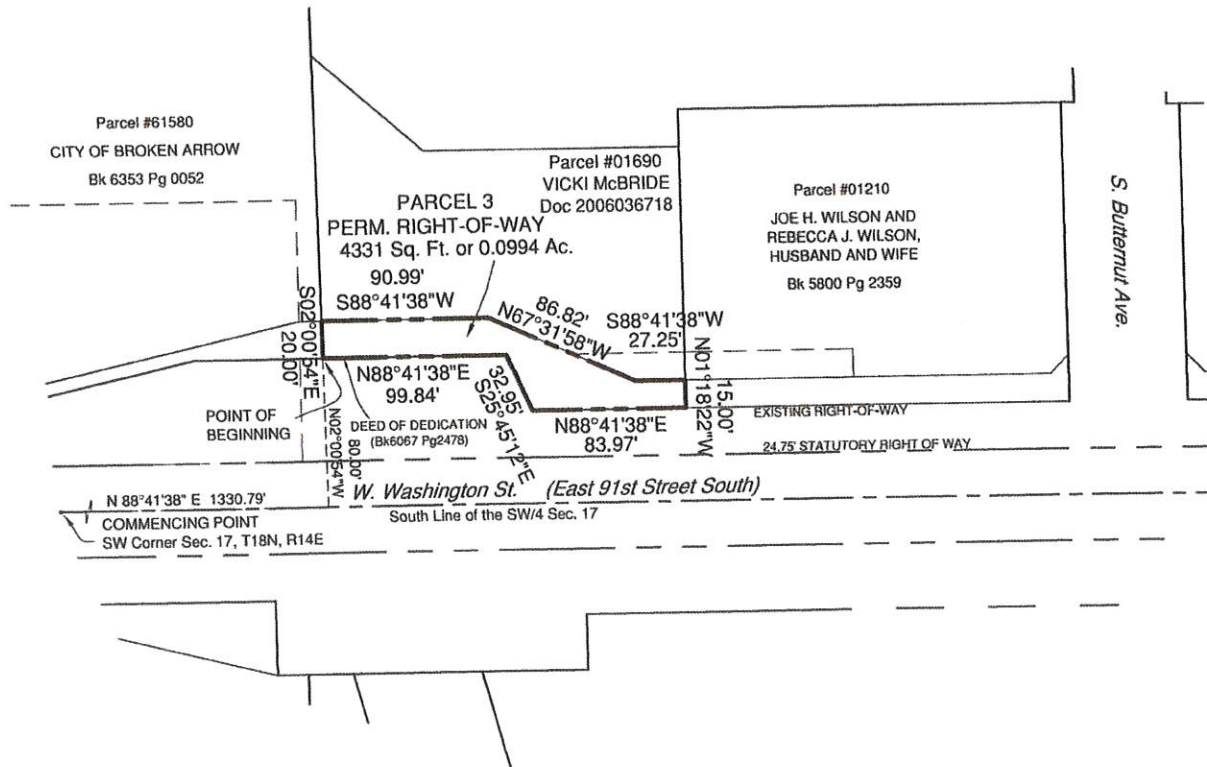 Parcel #61580
CITY OF BROKEN ARROW
Bk 6353 Pg 0052
Parcel #01690
VICKI McBRIDE
Doc 2006036718
PARCEL 3
PERM. RIGHT-OF-WAY
4331 Sq. Ft. or 0.0994 Ac.
90.99'
S88°41'38"W
86.82'
N67°31'58"W
S88°41'38"W
27.25'
Parcel #01210
JOE H. WILSON AND
REBECCA J. WILSON,
HUSBAND AND WIFE
Bk 5800 Pg 2359
S. Butternut Ave.
S02°00'54"E
20.00'
N88°41'38"E
99.84'
32.95'
S25°45'12"E
N88°41'38"E
83.97'
15.00'
N01°18'22"W
POINT OF
BEGINNING
DEED OF DEDICATION
(Bk6067 Pg2478)
N02°00'54"W
80.00'
EXISTING RIGHT-OF-WAY
24.75' STATUTORY RIGHT OF WAY
W. Washington St. (East 91st Street South)
N 88°41'38" E 1330.79'
South Line of the SW/4 Sec. 17
COMMENCING POINT
SW Corner Sec. 17, T18N, R14E